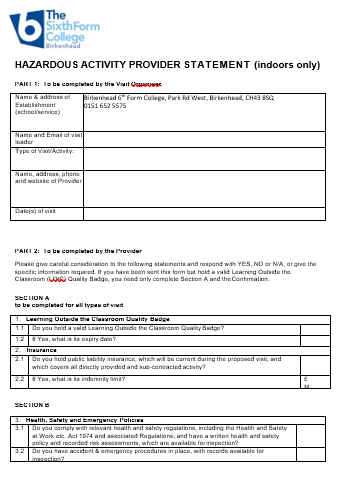 The
SixthForm
College
Birkenhead
HAZARDOUS ACTIVITY PROVIDER STATEMENT (indoors only)
PART 1: To be completed by the Visit Organiser
Name & address of
Establishment
(school/service)
Birkenhead 6th Form College, Park Rd West, Birkenhead, CH43 8SQ
0151 652 5575
Name and Email of visit
leader
Type of Visit/Activity:
Name, address, phone
and website of Provider
Date(s) of visit
PART 2: To be completed by the Provider
Please give careful consideration to the following statements and respond with YES, NO or N/A, or give the
specific information required. If you have been sent this form but hold a valid Learning Outside the
Classroom (LOtC) Quality Badge, you need only complete Section A and the Confirmation.
SECTION A
to be completed for all types of visit
1. Learning Outside the Classroom Quality Badge
1.1 Do you hold a valid Learning Outside the Classroom Quality Badge?
1.2 If Yes, what is its expiry date?
2. Insurance
2.1 Do you hold public liability insurance, which will be current during the proposed visit, and
which covers all directly provided and sub-contracted activity?
2.2 If Yes, what is its indemnity limit? £
M
SECTION B
3. Health, Safety and Emergency Policies
3.1 Do you comply with relevant health and safety regulations, including the Health and Safety
at Work etc. Act 1974 and associated Regulations, and have a written health and safety
policy and recorded risk assessments, which are available for inspection?
3.2 Do you have accident & emergency procedures in place, with records available for
inspection?